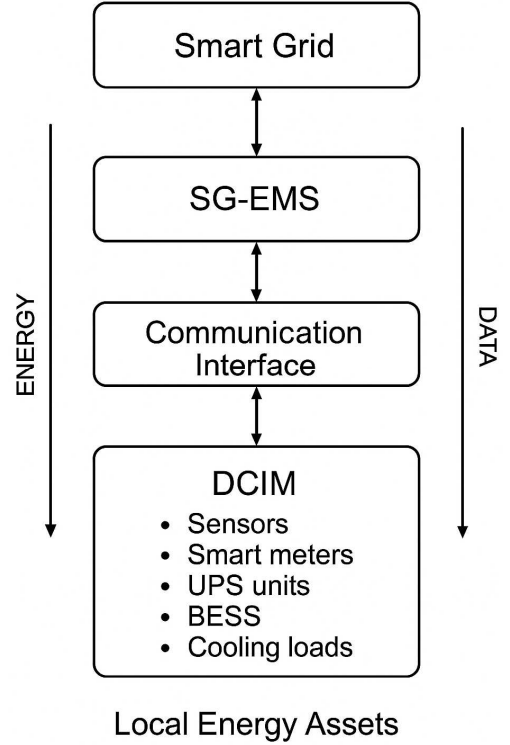 Smart Grid
SG-EMS
ENERGY
DATA
Communication
Interface
DCIM
• Sensors
• Smart meters
• UPS units
• BESS
• Cooling loads
Local Energy Assets